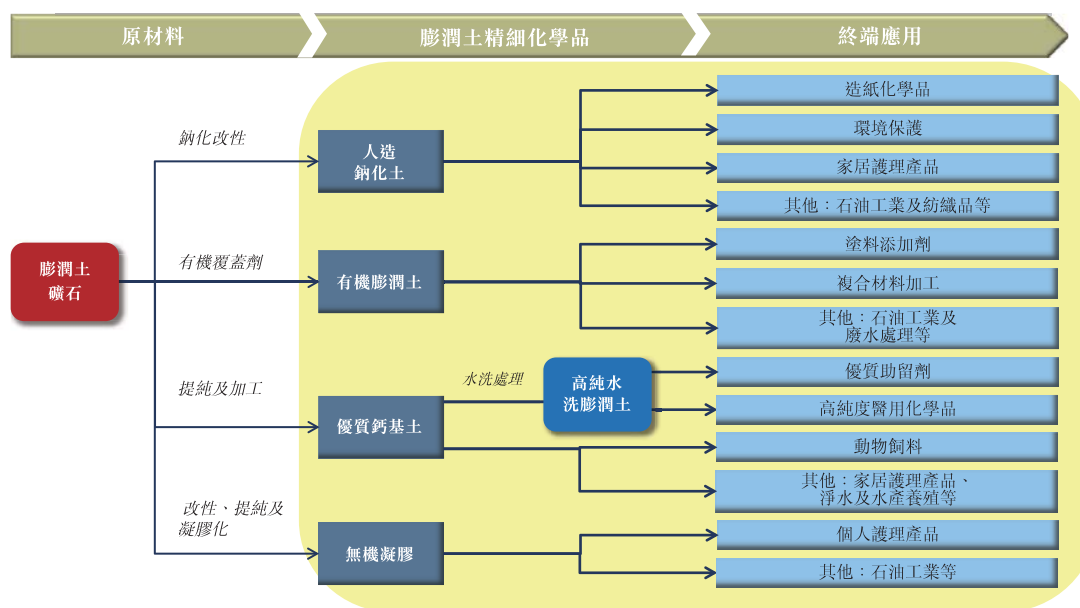 原材料
膨潤土精細化學品
終端應用
膨潤土
礦石
鈉化改性
人造
鈉化土
造紙化學品
環境保護
家居護理產品
其他：石油工業及紡織品等
有機覆蓋劑
有機膨潤土
塗料添加劑
複合材料加工
其他：石油工業及
廢水處理等
提純及加工
優質鈣基土
水洗處理
高純水
洗膨潤土
優質助留劑
高純度醫用化學品
動物飼料
其他：家居護理產品、
淨水及水產養殖等
改性、提純及
凝膠化
無機凝膠
個人護理產品
其他：石油工業等